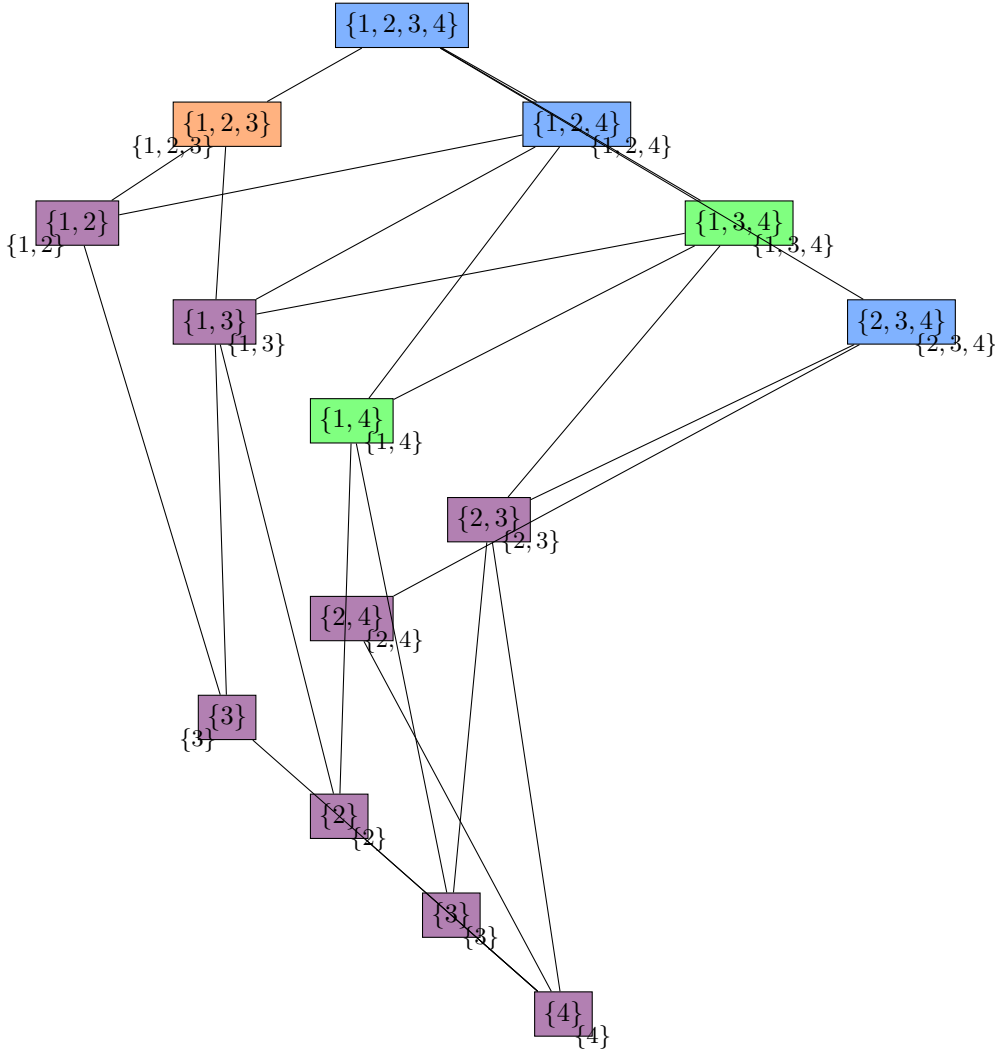 {1, 2, 3, 4}
{1, 2, 3}
{1, 2, 3}
{1, 2, 4}
{1, 2, 4}
{1, 2}
{1, 2}
{1, 3, 4}
{1, 3, 4}
{1, 3}
{1, 3}
{2, 3, 4}
{2, 3, 4}
{1, 4}
{1, 4}
{2, 3}
{2, 3}
{2, 4}
{2, 4}
{3}
{3}
{2}
{2}
{3}
{3}
{4}
{4}